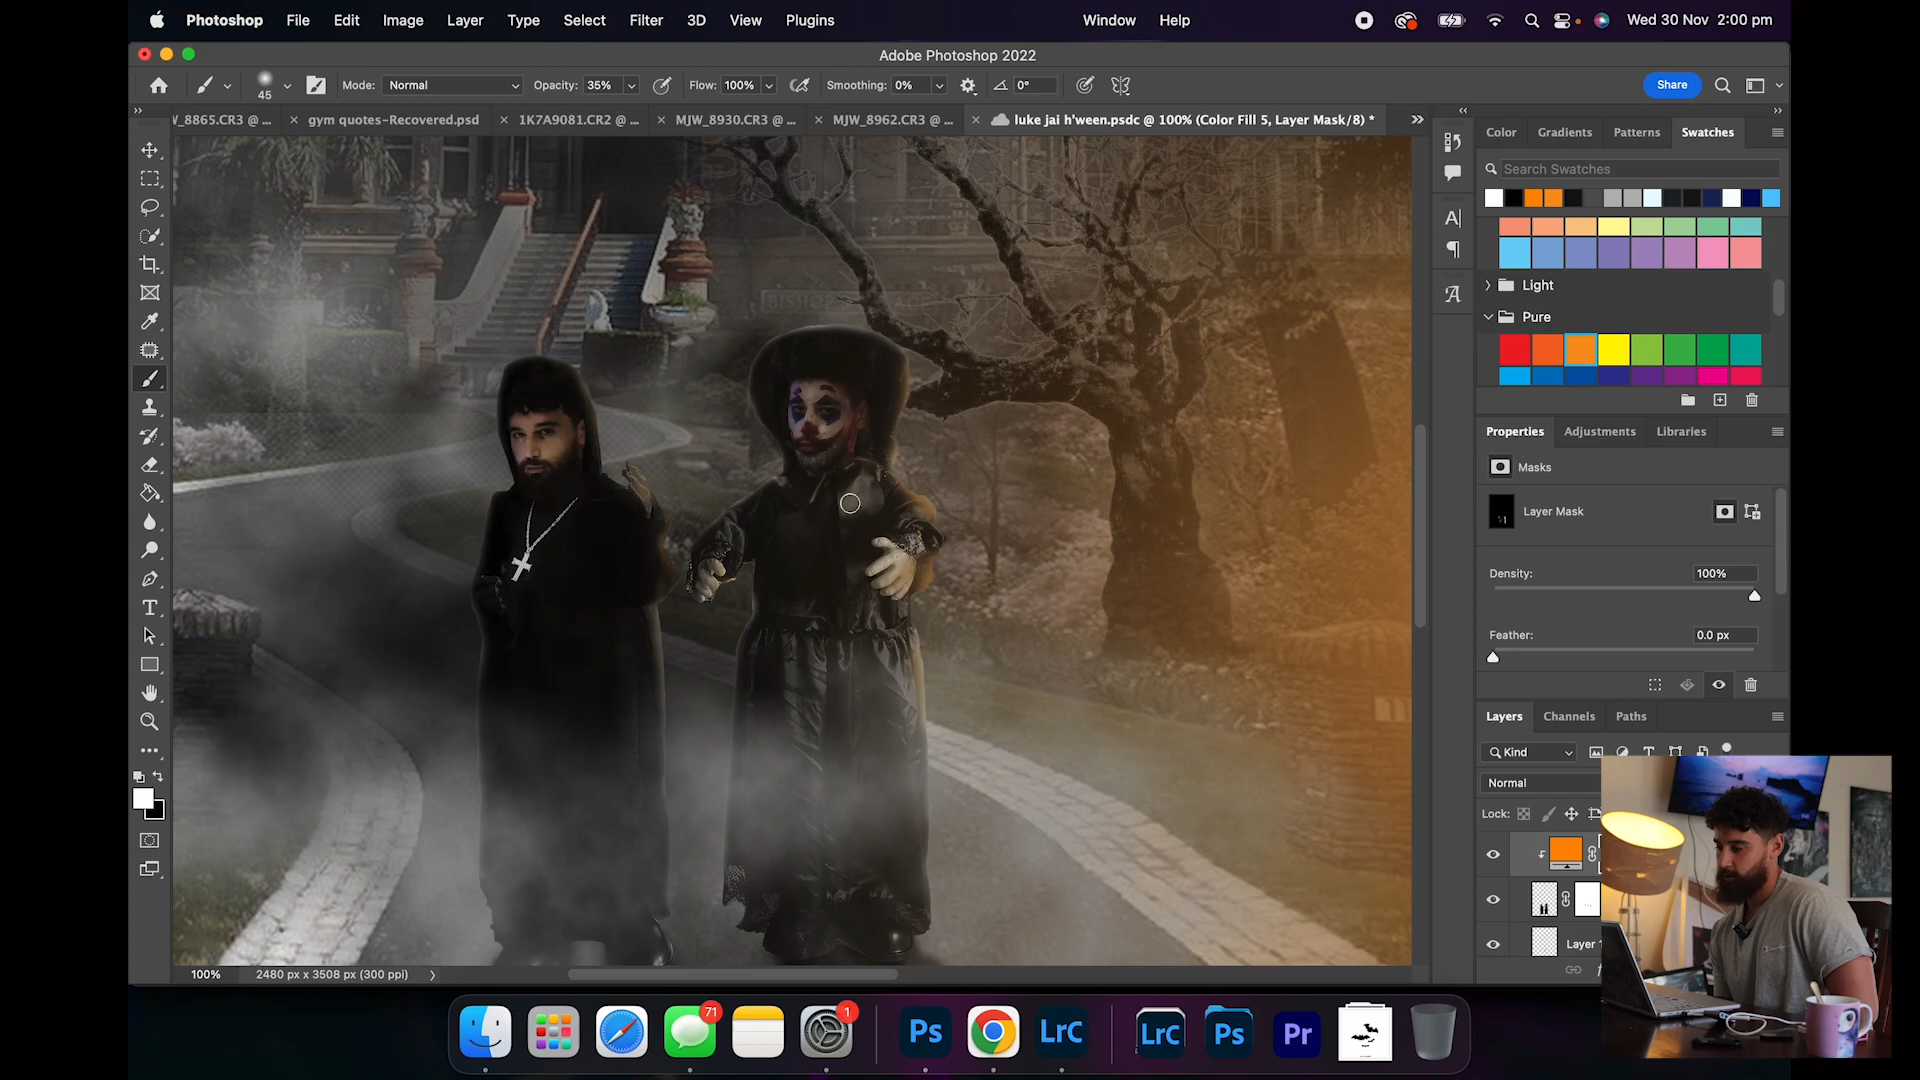 Photoshop File Edit Image Layer Type Select Filter 3D View Plugins Window Help Wed 30 Nov 2:00 pm
Adobe Photoshop 2022
45 Mode: Normal Opacity: 35% Flow: 100% Smoothing: 0% 0° Share
V_8865.CR3 @ ... × gym quotes-Recovered.psd × 1K7A9081.CR2 @ ... × MJW_8930.CR3 @ ... × MJW_8962.CR3 @ ... × luke jai h'ween.psdc @ 100% (Color Fill 5, Layer Mask/8) *
Color Gradients Patterns Swatches
Search Swatches
Light
Pure
Properties Adjustments Libraries
Masks
Layer Mask
Density: 100%
Feather: 0.0 px
Layers Channels Paths
Kind
Normal
Lock:
Layer
100% 2480 px x 3508 px (300 ppi)
71 1
Ps LrC LrC Ps Pr